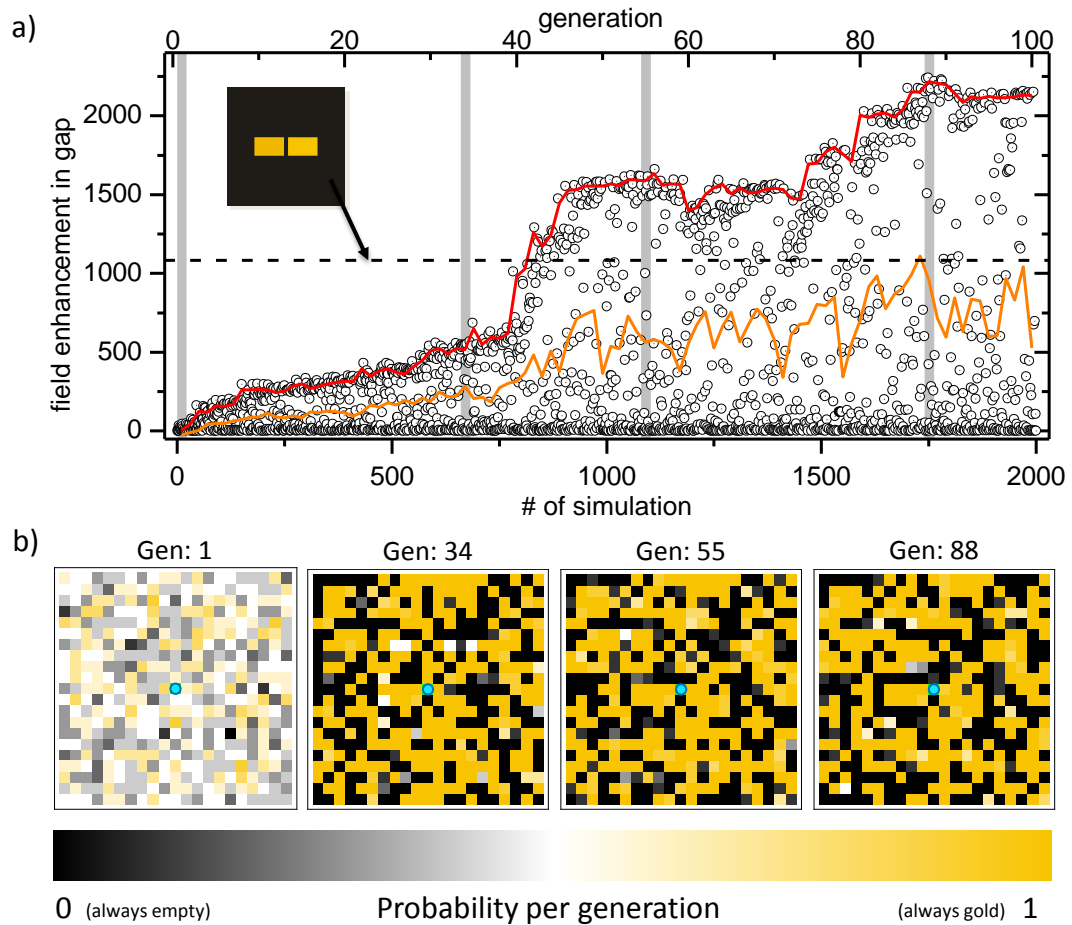 a)
generation
0 20 40 60 80 100
field enhancement in gap
2000
1500
1000
500
0
0 500 1000 1500 2000
# of simulation
b)
Gen: 1 Gen: 34 Gen: 55 Gen: 88
0 (always empty) Probability per generation (always gold) 1